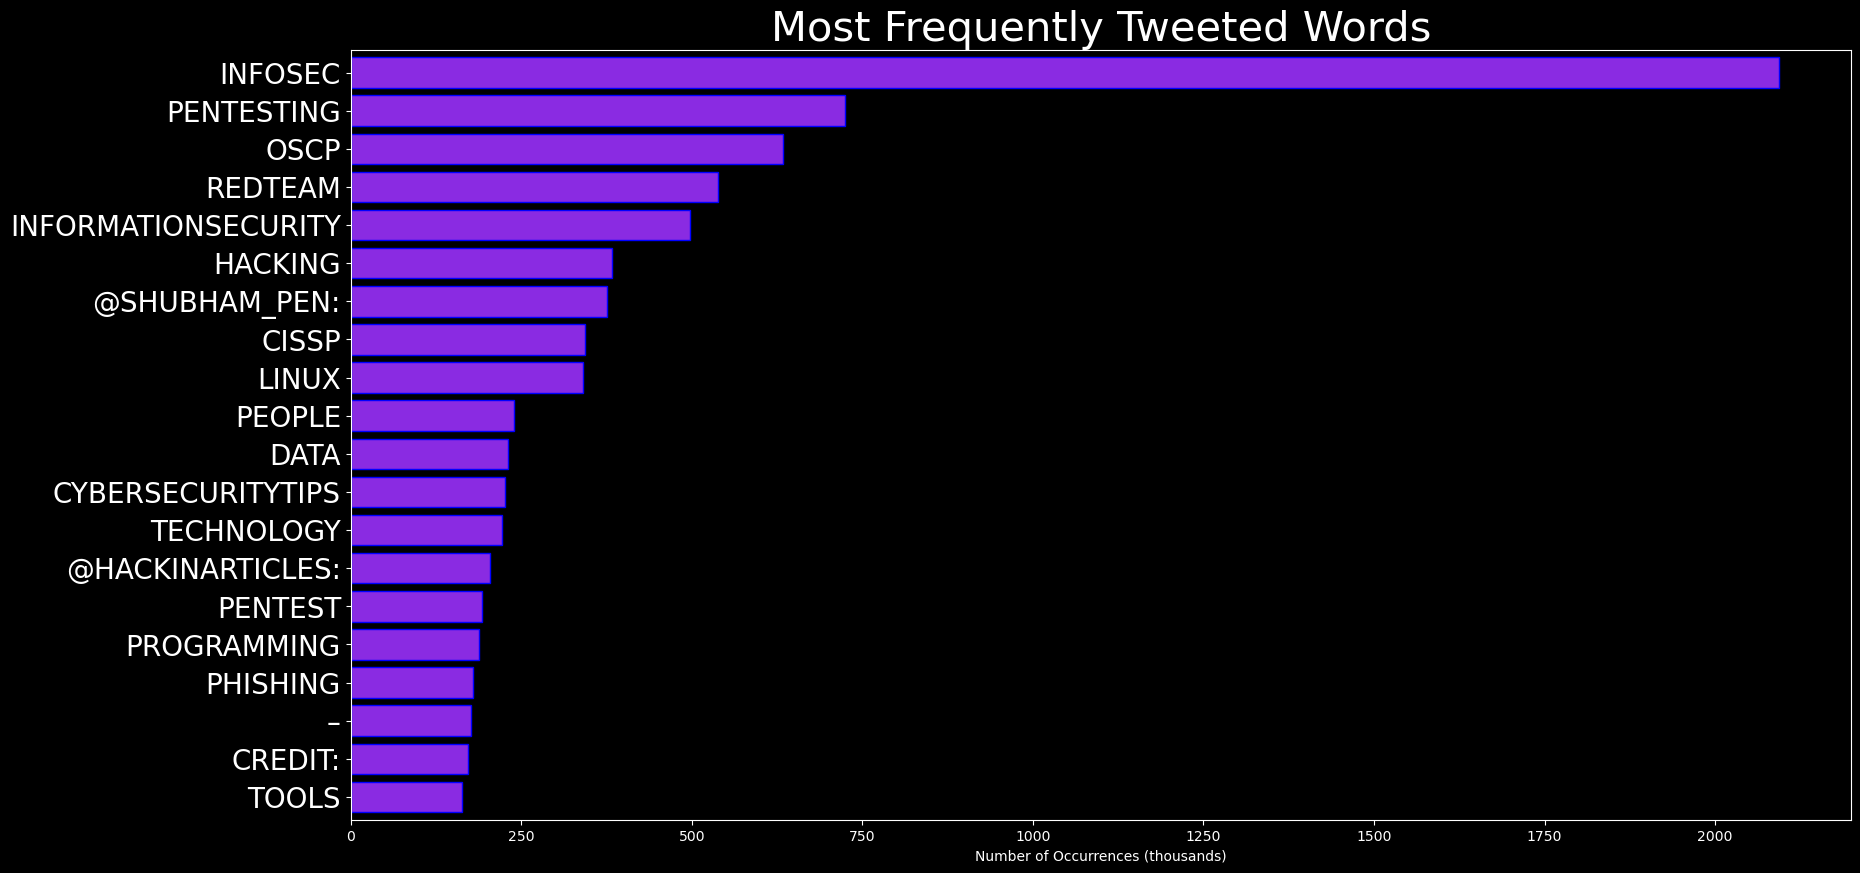 Most Frequently Tweeted Words
INFOSEC
PENTESTING
OSCP
REDTEAM
INFORMATIONSECURITY
HACKING
@SHUBHAM_PEN:
CISSP
LINUX
PEOPLE
DATA
CYBERSECURITYTIPS
TECHNOLOGY
@HACKINARTICLES:
PENTEST
PROGRAMMING
PHISHING
–
CREDIT:
TOOLS
0 250 500 750 1000 1250 1500 1750 2000
Number of Occurrences (thousands)